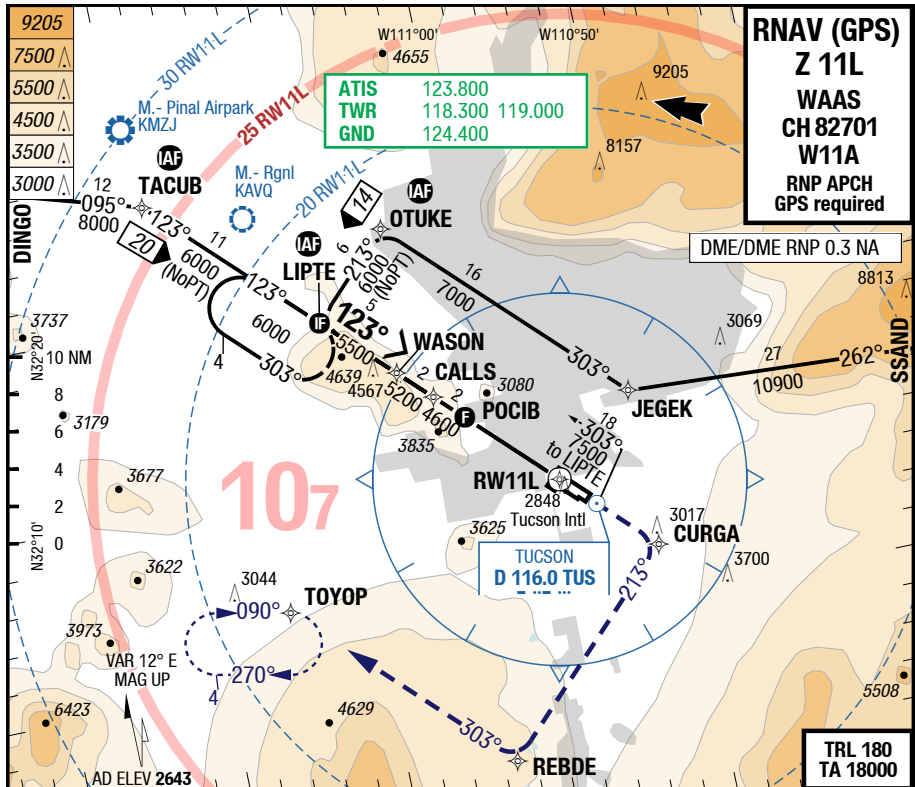 9205
7500
5500
4500
3500
3000
RNAV (GPS)
Z 11L
WAAS
CH 82701
W11A
RNP APCH
GPS required
DME/DME RNP 0.3 NA
ATIS 123.800
TWR 118.300 119.000
GND 124.400
W111°00'
W110°50'
4655
9205
8157
8813
30 RW11L
25 RW11L
20 RW11L
M.- Pinal Airpark
KMZJ
M.- Rgnl
KAVQ
IAF
TACUB
IAF
OTUKE
IAF
LIPTE
IF
DINGO
12
095°
8000
123°
20
11
6000
(NoPT)
14
6
213°
6000
5
(NoPT)
123°
6000
303°
4
123°
5500
WASON
2
5200
CALLS
2
4600
F
POCIB
4639
4567
3080
3835
16
7000
303°
JEGEK
27
262°
10900
SSAND
3069
18
303°
7500
to LIPTE
RW11L
2848
Tucson Intl
TUCSON
D 116.0 TUS
3017
CURGA
3700
213°
3625
3737
N32°20'
10 NM
8
6
4
2
0
N32°10'
3179
3677
107
3622
3044
TOYOP
090°
270°
4
3973
VAR 12° E
MAG UP
6423
4629
303°
REBDE
5508
AD ELEV 2643
TRL 180
TA 18000